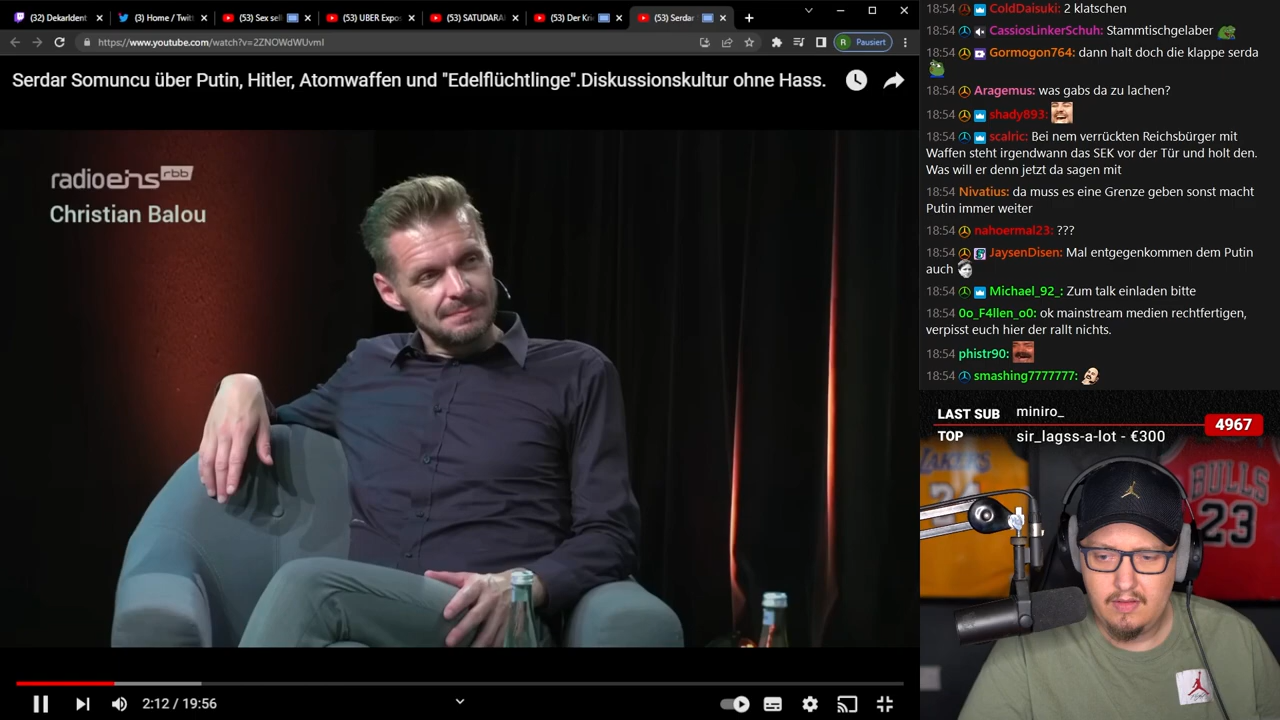 (32) DekarIdent
(3) Home / Twitt
(53) Sex sell
(53) UBER Expo
(53) SATUDARA
(53) Der Kri
(53) Serdar
https://www.youtube.com/watch?v=2ZNOWdWUvmI
R Pausiert
Serdar Somuncu über Putin, Hitler, Atomwaffen und "Edelflüchtlinge".Diskussionskultur ohne Hass.
radioeins rbb
Christian Balou
2:12 / 19:56
18:54 ColdDaisuki: 2 klatschen
18:54 CassiosLinkerSchuh: Stammtischgelaber
18:54 Gormogon764: dann halt doch die klappe serda
18:54 Aragemus: was gabs da zu lachen?
18:54 shady893:
18:54 scalric: Bei nem verrückten Reichsbürger mit
Waffen steht irgendwann das SEK vor der Tür und holt den.
Was will er denn jetzt da sagen mit
18:54 Nivatius: da muss es eine Grenze geben sonst macht
Putin immer weiter
18:54 nahoermal23: ???
18:54 JaysenDisen: Mal entgegenkommen dem Putin
auch
18:54 Michael_92_: Zum talk einladen bitte
18:54 0o_F4llen_o0: ok mainstream medien rechtfertigen,
verpisst euch hier der rallt nichts.
18:54 phistr90:
18:54 smashing7777777:
LAST SUB miniro_
4967
TOP sir_lagss-a-lot - €300
LAKERS
24
BULLS
23